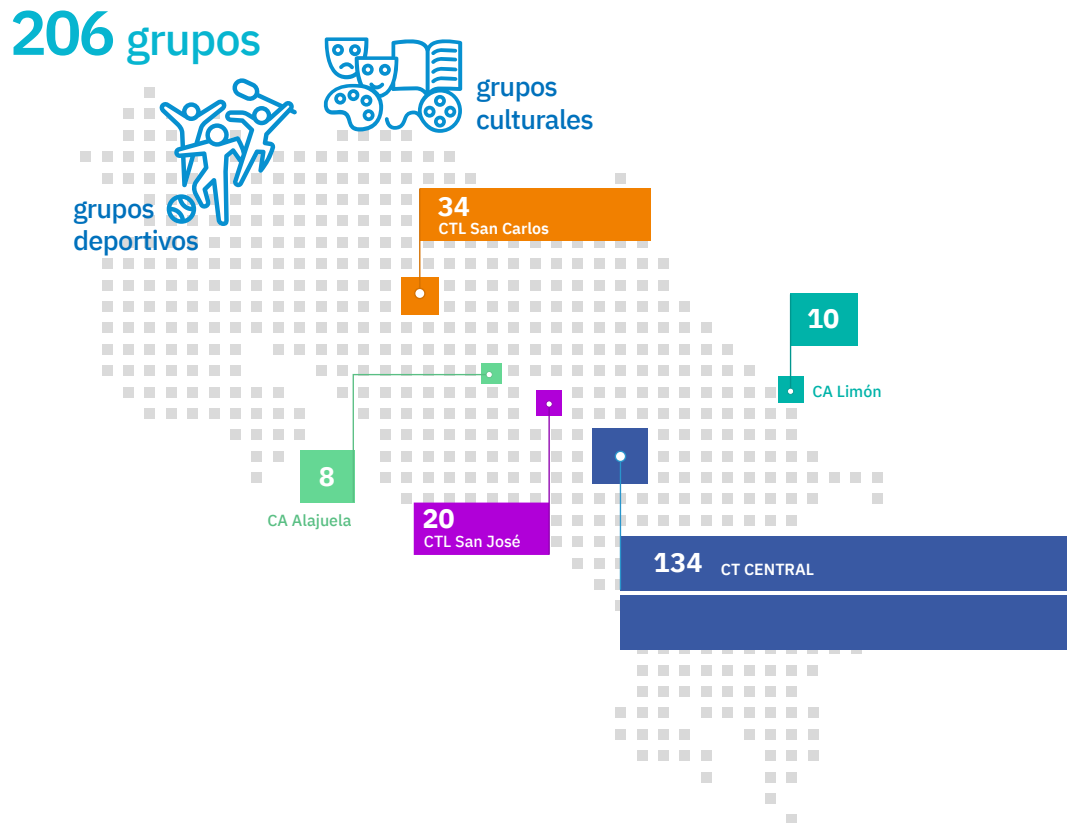 206 grupos
grupos
culturales
grupos
deportivos
34
CTL San Carlos
10
CA Limón
8
CA Alajuela
20
CTL San José
134 CT CENTRAL